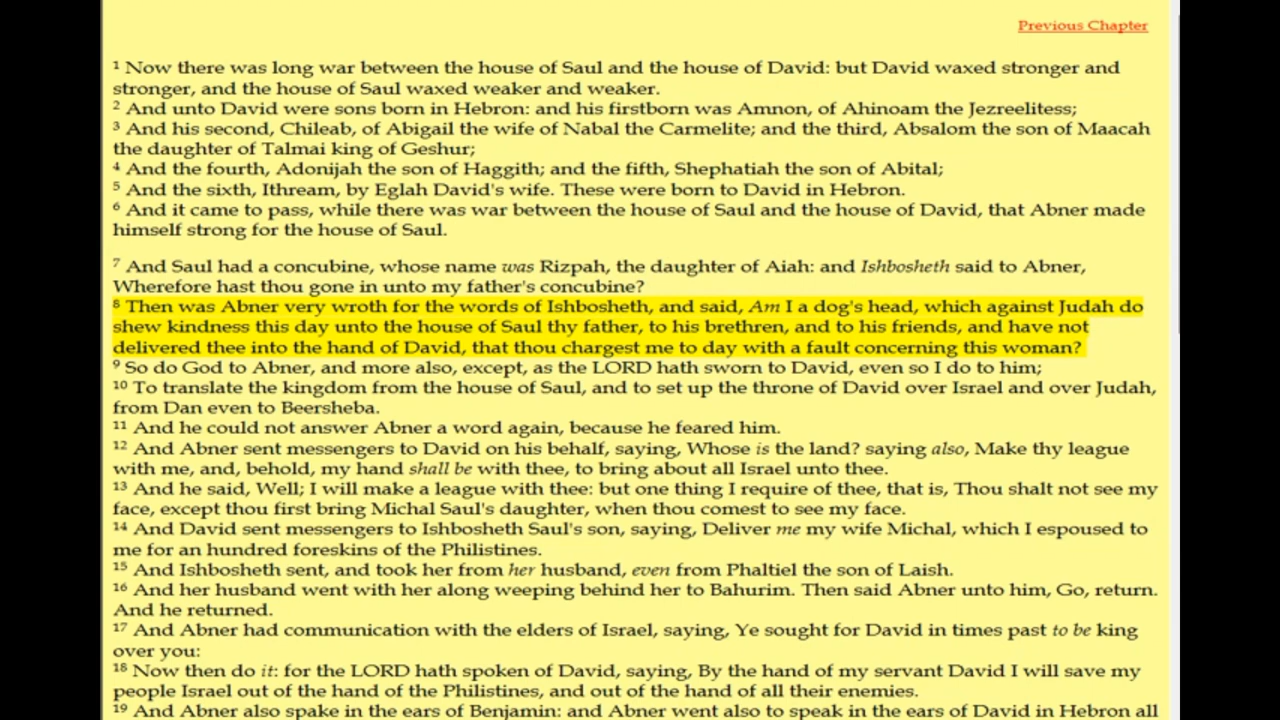 Previous Chapter
1 Now there was long war between the house of Saul and the house of David: but David waxed stronger and
stronger, and the house of Saul waxed weaker and weaker.
2 And unto David were sons born in Hebron: and his firstborn was Amnon, of Ahinoam the Jezreelitess;
3 And his second, Chileab, of Abigail the wife of Nabal the Carmelite; and the third, Absalom the son of Maacah
the daughter of Talmai king of Geshur;
4 And the fourth, Adonijah the son of Haggith; and the fifth, Shephatiah the son of Abital;
5 And the sixth, Ithream, by Eglah David's wife. These were born to David in Hebron.
6 And it came to pass, while there was war between the house of Saul and the house of David, that Abner made
himself strong for the house of Saul.
7 And Saul had a concubine, whose name was Rizpah, the daughter of Aiah: and Ishbosheth said to Abner,
Wherefore hast thou gone in unto my father's concubine?
8 Then was Abner very wroth for the words of Ishbosheth, and said, Am I a dog's head, which against Judah do
shew kindness this day unto the house of Saul thy father, to his brethren, and to his friends, and have not
delivered thee into the hand of David, that thou chargest me to day with a fault concerning this woman?
9 So do God to Abner, and more also, except, as the LORD hath sworn to David, even so I do to him;
10 To translate the kingdom from the house of Saul, and to set up the throne of David over Israel and over Judah,
from Dan even to Beersheba.
11 And he could not answer Abner a word again, because he feared him.
12 And Abner sent messengers to David on his behalf, saying, Whose is the land? saying also, Make thy league
with me, and, behold, my hand shall be with thee, to bring about all Israel unto thee.
13 And he said, Well; I will make a league with thee: but one thing I require of thee, that is, Thou shalt not see my
face, except thou first bring Michal Saul's daughter, when thou comest to see my face.
14 And David sent messengers to Ishbosheth Saul's son, saying, Deliver me my wife Michal, which I espoused to
me for an hundred foreskins of the Philistines.
15 And Ishbosheth sent, and took her from her husband, even from Phaltiel the son of Laish.
16 And her husband went with her along weeping behind her to Bahurim. Then said Abner unto him, Go, return.
And he returned.
17 And Abner had communication with the elders of Israel, saying, Ye sought for David in times past to be king
over you:
18 Now then do it: for the LORD hath spoken of David, saying, By the hand of my servant David I will save my
people Israel out of the hand of the Philistines, and out of the hand of all their enemies.
19 And Abner also spake in the ears of Benjamin: and Abner went also to speak in the ears of David in Hebron all